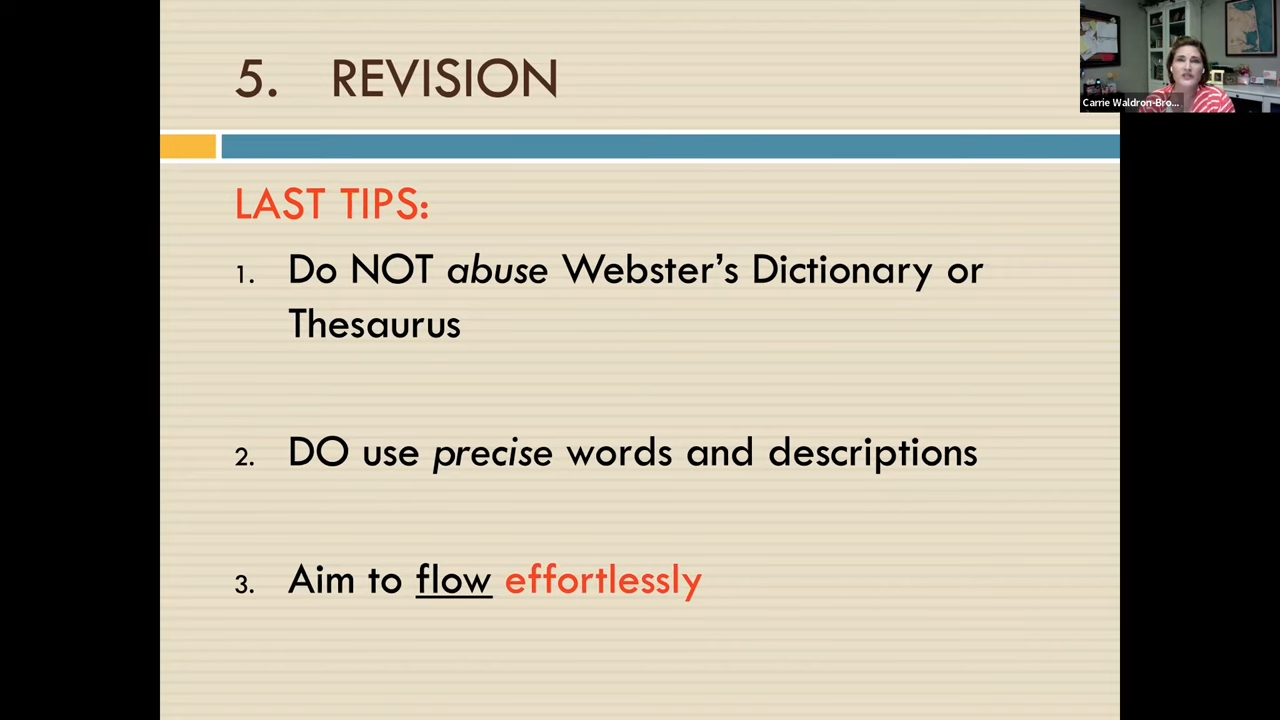 5. REVISION
Carrie Waldron-Bro...
LAST TIPS:
1. Do NOT abuse Webster’s Dictionary or
Thesaurus
2. DO use precise words and descriptions
3. Aim to flow effortlessly